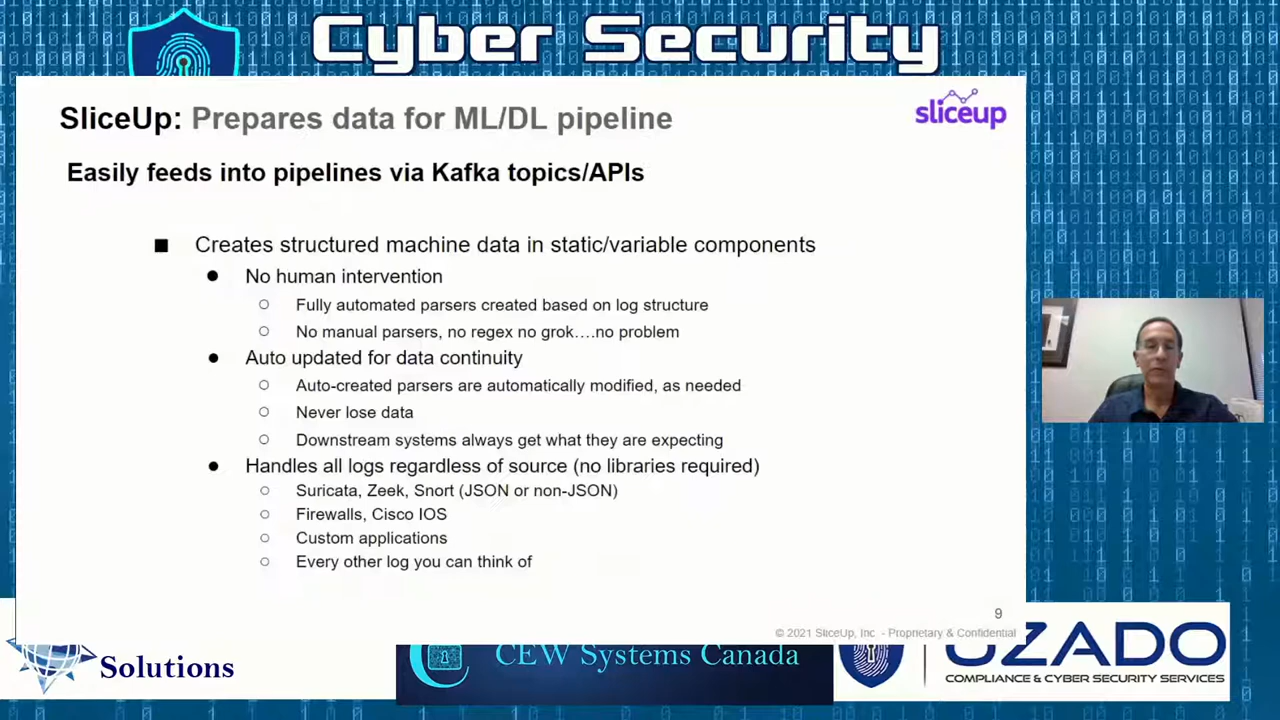 Cyber Security
SliceUp: Prepares data for ML/DL pipeline
sliceup
Easily feeds into pipelines via Kafka topics/APIs
Creates structured machine data in static/variable components
No human intervention
Fully automated parsers created based on log structure
No manual parsers, no regex no grok....no problem
Auto updated for data continuity
Auto-created parsers are automatically modified, as needed
Never lose data
Downstream systems always get what they are expecting
Handles all logs regardless of source (no libraries required)
Suricata, Zeek, Snort (JSON or non-JSON)
Firewalls, Cisco IOS
Custom applications
Every other log you can think of
9
© 2021 SliceUp, Inc. - Proprietary & Confidential
Solutions
CEW Systems Canada
UZADO
COMPLIANCE & CYBER SECURITY SERVICES